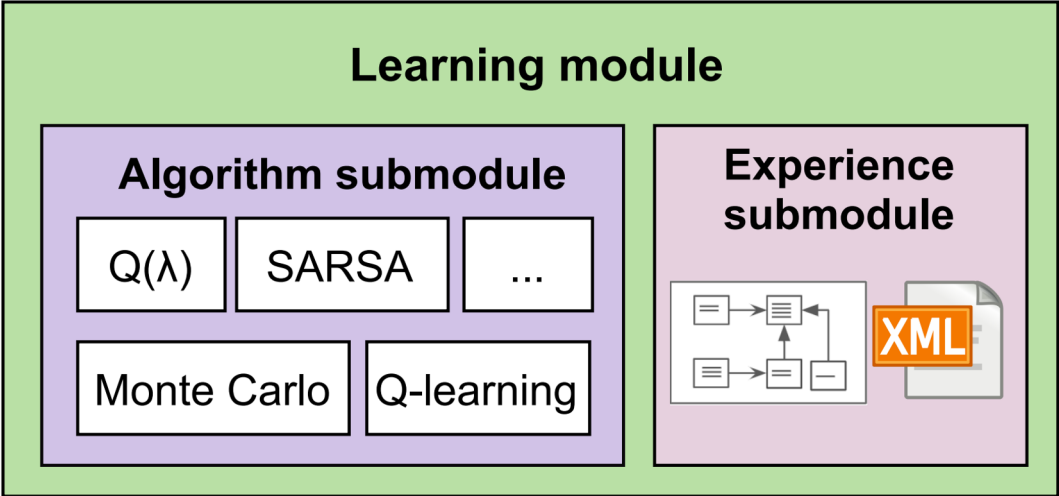 Learning module
Algorithm submodule
Q(λ)
SARSA
...
Monte Carlo
Q-learning
Experience
submodule
XML